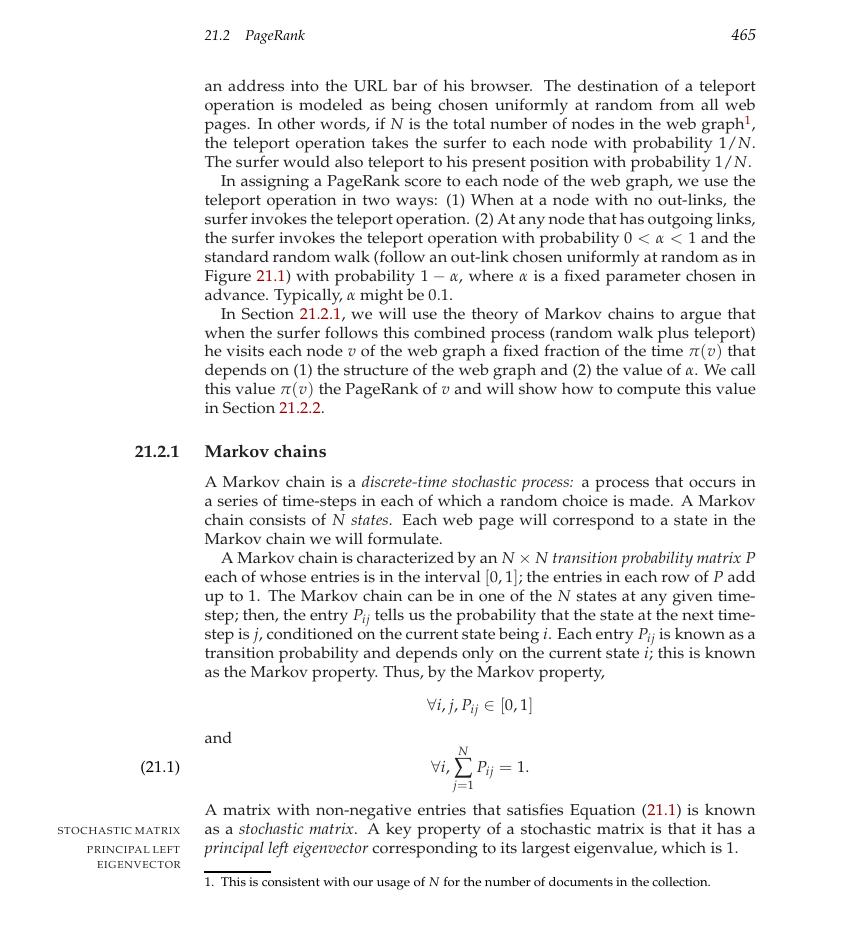 21.2 PageRank 465
an address into the URL bar of his browser. The destination of a teleport
operation is modeled as being chosen uniformly at random from all web
pages. In other words, if N is the total number of nodes in the web graph¹,
the teleport operation takes the surfer to each node with probability 1/N.
The surfer would also teleport to his present position with probability 1/N.
In assigning a PageRank score to each node of the web graph, we use the
teleport operation in two ways: (1) When at a node with no out-links, the
surfer invokes the teleport operation. (2) At any node that has outgoing links,
the surfer invokes the teleport operation with probability 0 < α < 1 and the
standard random walk (follow an out-link chosen uniformly at random as in
Figure 21.1) with probability 1 − α, where α is a fixed parameter chosen in
advance. Typically, α might be 0.1.
In Section 21.2.1, we will use the theory of Markov chains to argue that
when the surfer follows this combined process (random walk plus teleport)
he visits each node v of the web graph a fixed fraction of the time π(v) that
depends on (1) the structure of the web graph and (2) the value of α. We call
this value π(v) the PageRank of v and will show how to compute this value
in Section 21.2.2.
21.2.1 Markov chains
A Markov chain is a discrete-time stochastic process: a process that occurs in
a series of time-steps in each of which a random choice is made. A Markov
chain consists of N states. Each web page will correspond to a state in the
Markov chain we will formulate.
A Markov chain is characterized by an N × N transition probability matrix P
each of whose entries is in the interval [0, 1]; the entries in each row of P add
up to 1. The Markov chain can be in one of the N states at any given time-
step; then, the entry Pij tells us the probability that the state at the next time-
step is j, conditioned on the current state being i. Each entry Pij is known as a
transition probability and depends only on the current state i; this is known
as the Markov property. Thus, by the Markov property,
∀i, j, Pij ∈ [0, 1]
and
(21.1) ∀i, ∑_{j=1}^{N} Pij = 1.
A matrix with non-negative entries that satisfies Equation (21.1) is known
STOCHASTIC MATRIX as a stochastic matrix. A key property of a stochastic matrix is that it has a
PRINCIPAL LEFT principal left eigenvector corresponding to its largest eigenvalue, which is 1.
EIGENVECTOR
1. This is consistent with our usage of N for the number of documents in the collection.